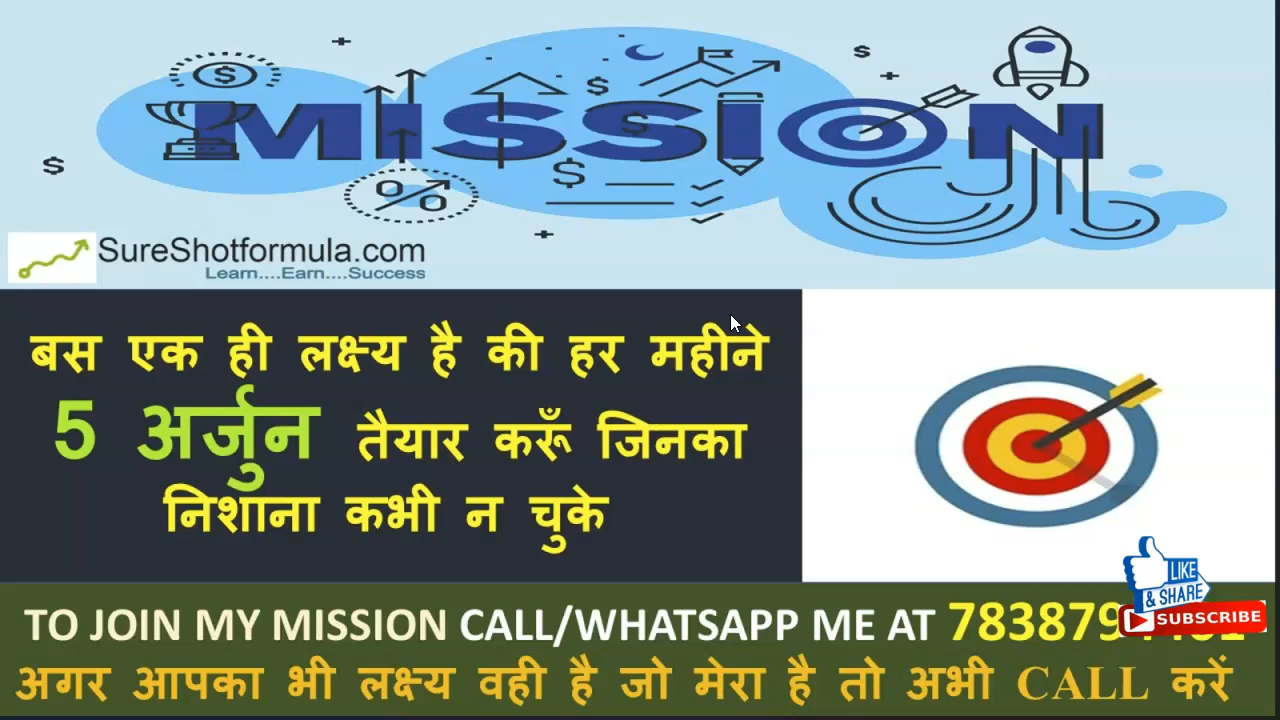 MISSION
SureShotformula.com
Learn....Earn....Success
बस एक ही लक्ष्य है की हर महीने
5 अर्जुन तैयार करूँ जिनका
निशाना कभी न चुके
LIKE
& SHARE
SUBSCRIBE
TO JOIN MY MISSION CALL/WHATSAPP ME AT
अगर आपका भी लक्ष्य वही है जो मेरा है तो अभी CALL करें